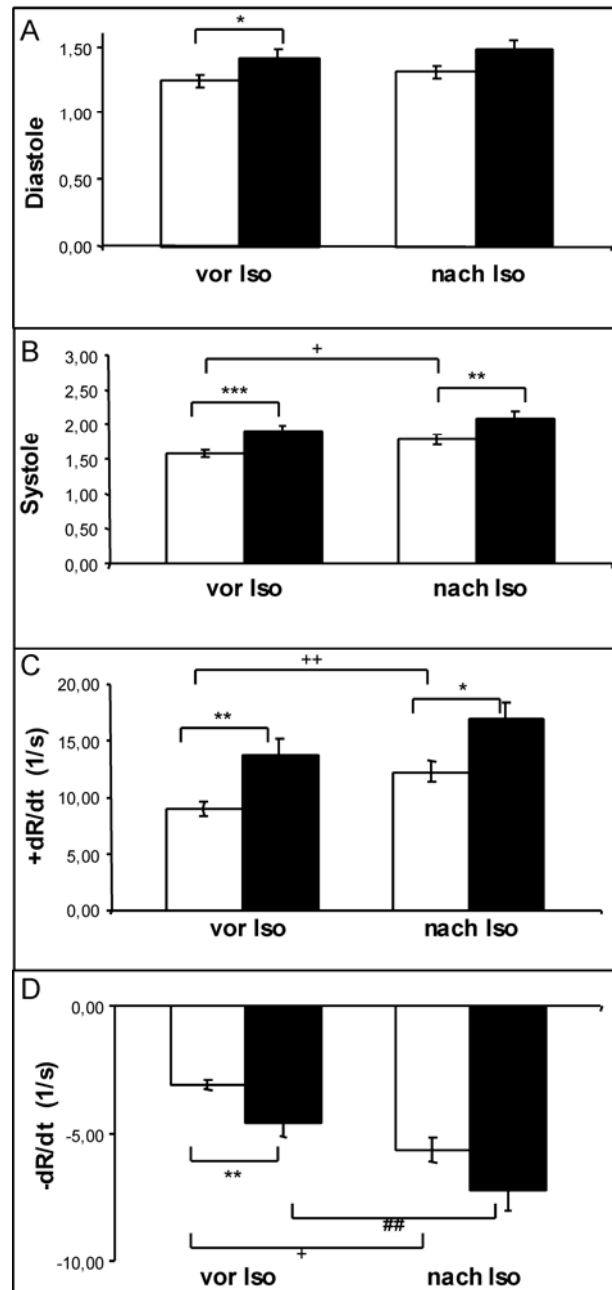 A
Diastole
1,50
1,00
0,50
0,00
*
vor Iso
nach Iso
B
Systole
3,00
2,50
2,00
1,50
1,00
0,50
0,00
+
***
**
vor Iso
nach Iso
C
+dR/dt (1/s)
20,00
15,00
10,00
5,00
0,00
++
**
*
vor Iso
nach Iso
D
-dR/dt (1/s)
0,00
-5,00
-10,00
**
##
+
vor Iso
nach Iso